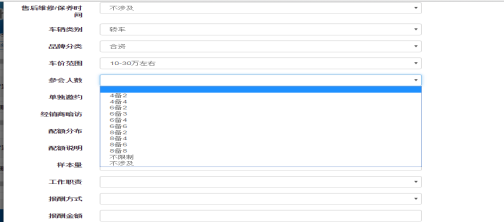 售后维修/保养时间 不涉及
车辆类别 轿车
品牌分类 合资
车价范围 10-30万左右
参会人数
单独邀约
4备2
4备4
6备2
6备3
经销商暗访
6备4
6备6
8备2
配额分布
8备4
8备6
配额说明
8备8
不限制
样本量
不涉及
工作职责
报酬方式
报酬金额